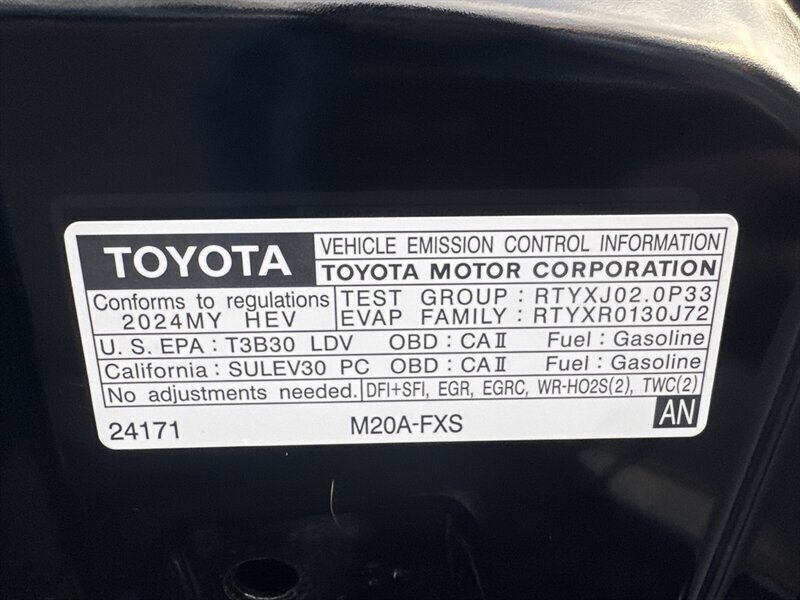 TOYOTA
VEHICLE EMISSION CONTROL INFORMATION
TOYOTA MOTOR CORPORATION
Conforms to regulations
2024MY HEV
TEST GROUP : RTYXJ02.0P33
EVAP FAMILY : RTYXR0130J72
U. S. EPA : T3B30 LDV OBD : CAⅡ Fuel : Gasoline
California : SULEV30 PC OBD : CAⅡ Fuel : Gasoline
No adjustments needed. DFI+SFI, EGR, EGRC, WR-HO2S(2), TWC(2)
24171 M20A-FXS AN